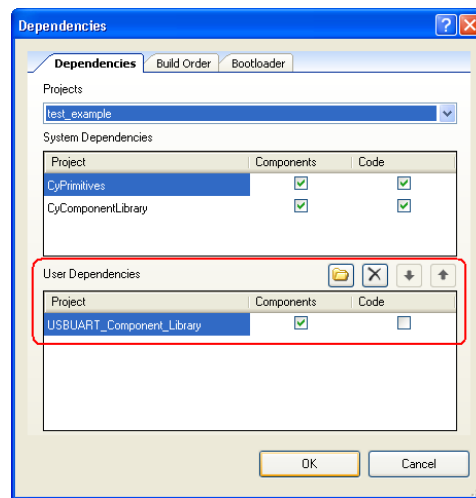 Dependencies
Dependencies Build Order Bootloader
Projects
test_example
System Dependencies
Project Components Code
CyPrimitives
CyComponentLibrary
User Dependencies
Project Components Code
USBUART_Component_Library
OK Cancel